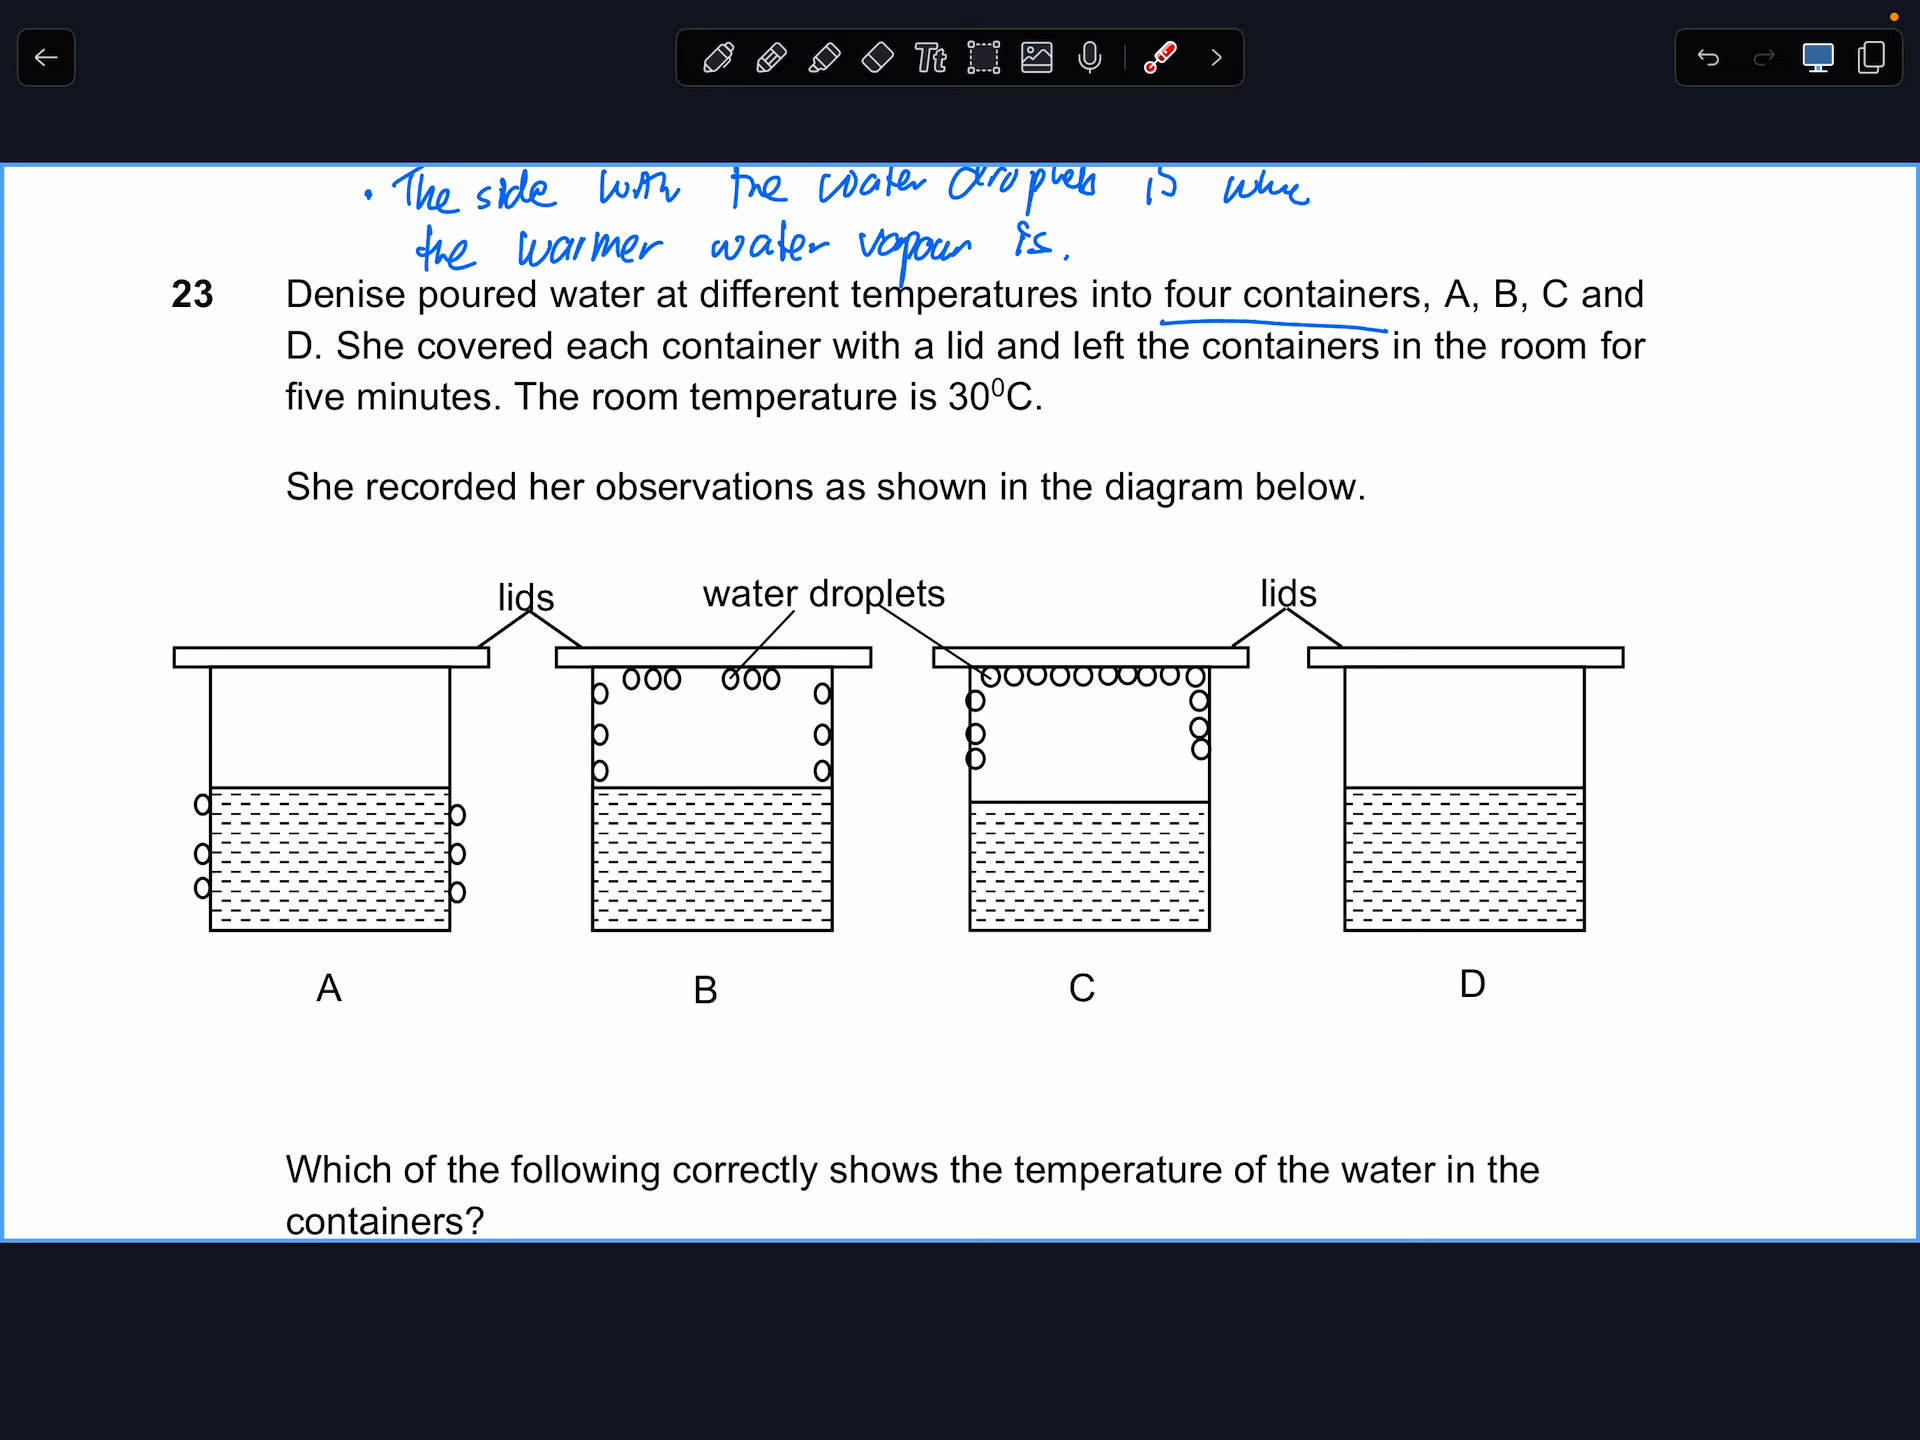 Tt
• The side with the water droplets is
the warmer water vapour is.
23 Denise poured water at different temperatures into four containers, A, B, C and
D. She covered each container with a lid and left the containers in the room for
five minutes. The room temperature is 30⁰C.
She recorded her observations as shown in the diagram below.
lids water droplets lids
A B C D
Which of the following correctly shows the temperature of the water in the
containers?